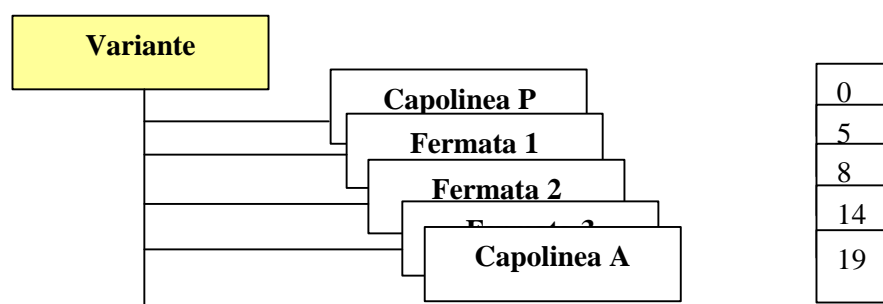 Variante
Capolinea P
0
Fermata 1
5
Fermata 2
8
14
Capolinea A
19